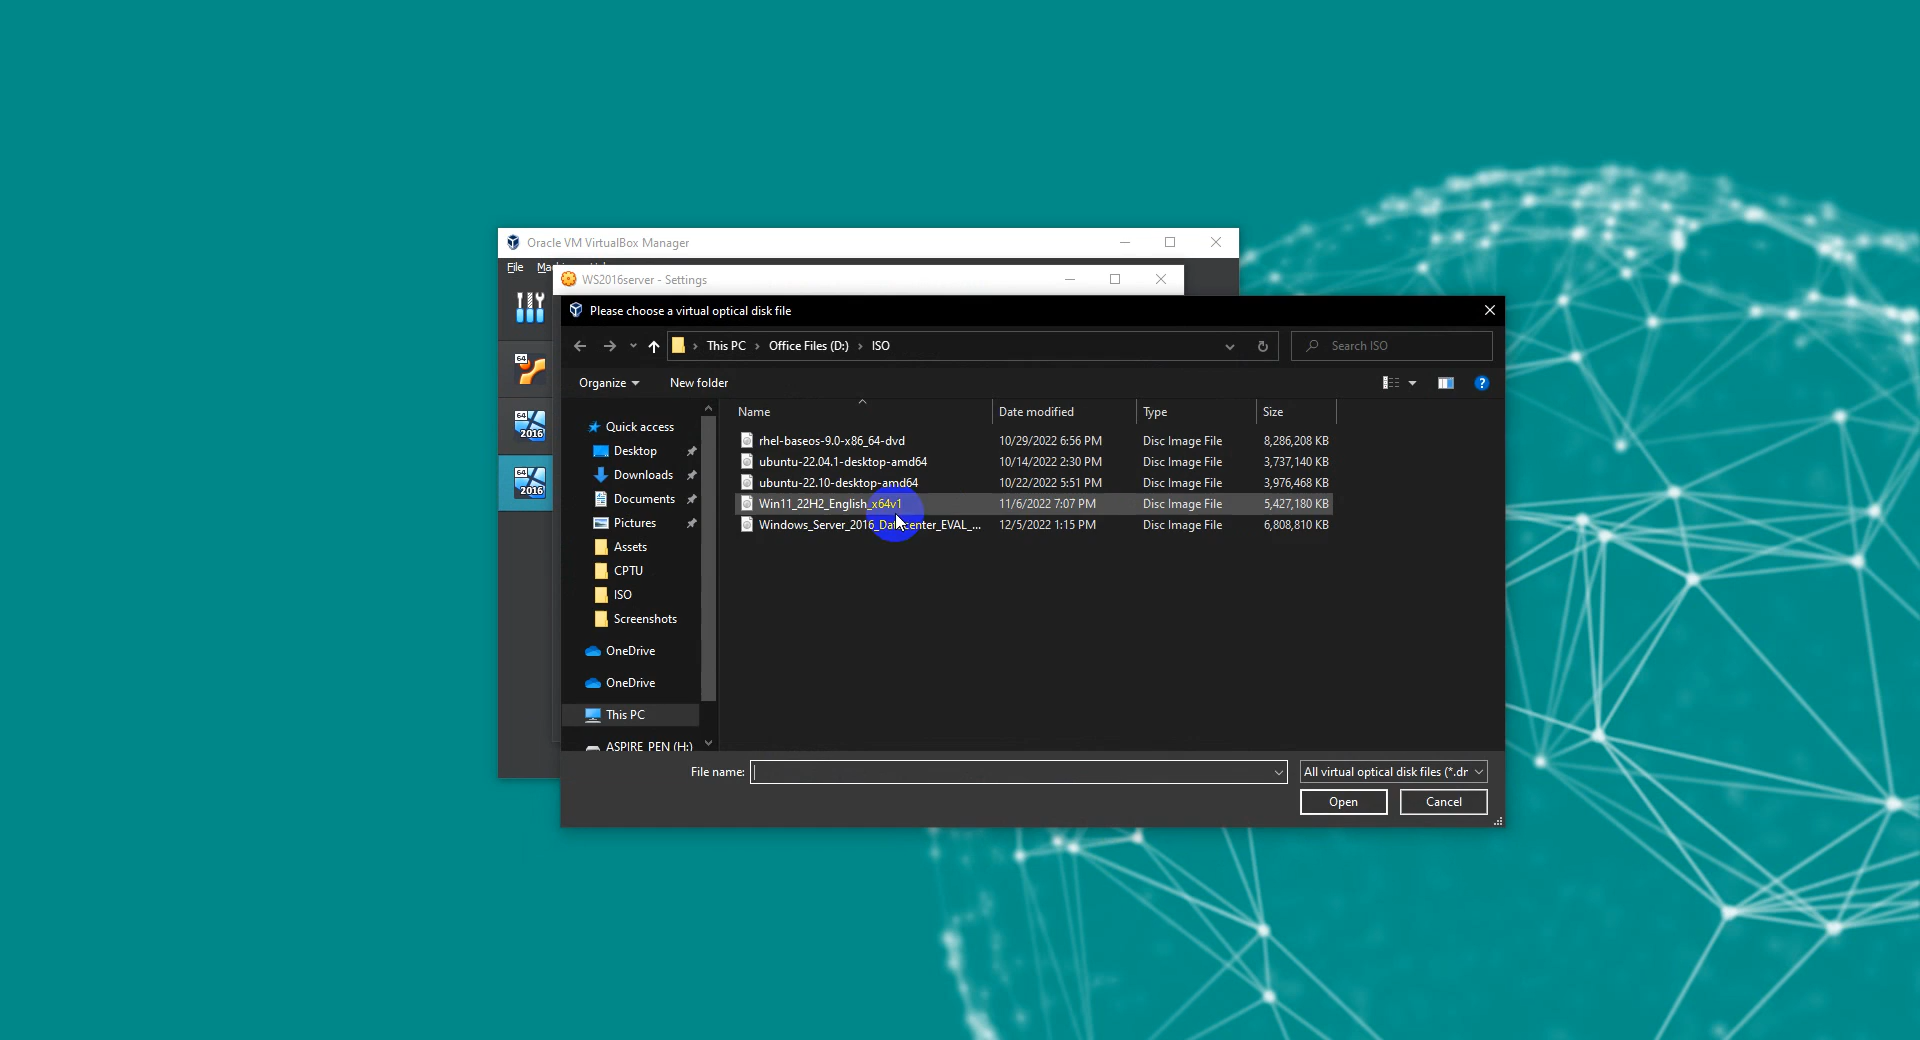 Oracle VM VirtualBox Manager
File
WS2016server - Settings
Please choose a virtual optical disk file
This PC › Office Files (D:) › ISO
Search ISO
Organize
New folder
Name Date modified Type Size
rhel-baseos-9.0-x86_64-dvd 10/29/2022 6:56 PM Disc Image File 8,286,208 KB
ubuntu-22.04.1-desktop-amd64 10/14/2022 2:30 PM Disc Image File 3,737,140 KB
ubuntu-22.10-desktop-amd64 10/22/2022 5:51 PM Disc Image File 3,976,468 KB
Win11_22H2_English_x64v1 11/6/2022 7:07 PM Disc Image File 5,427,180 KB
Windows_Server_2016_Datacenter_EVAL_... 12/5/2022 1:15 PM Disc Image File 6,808,810 KB
Quick access
Desktop
Downloads
Documents
Pictures
Assets
CPTU
ISO
Screenshots
OneDrive
OneDrive
This PC
ASPIRE PEN (H:)
64
64
2016
64
2016
File name:
All virtual optical disk files (*.dr
Open
Cancel